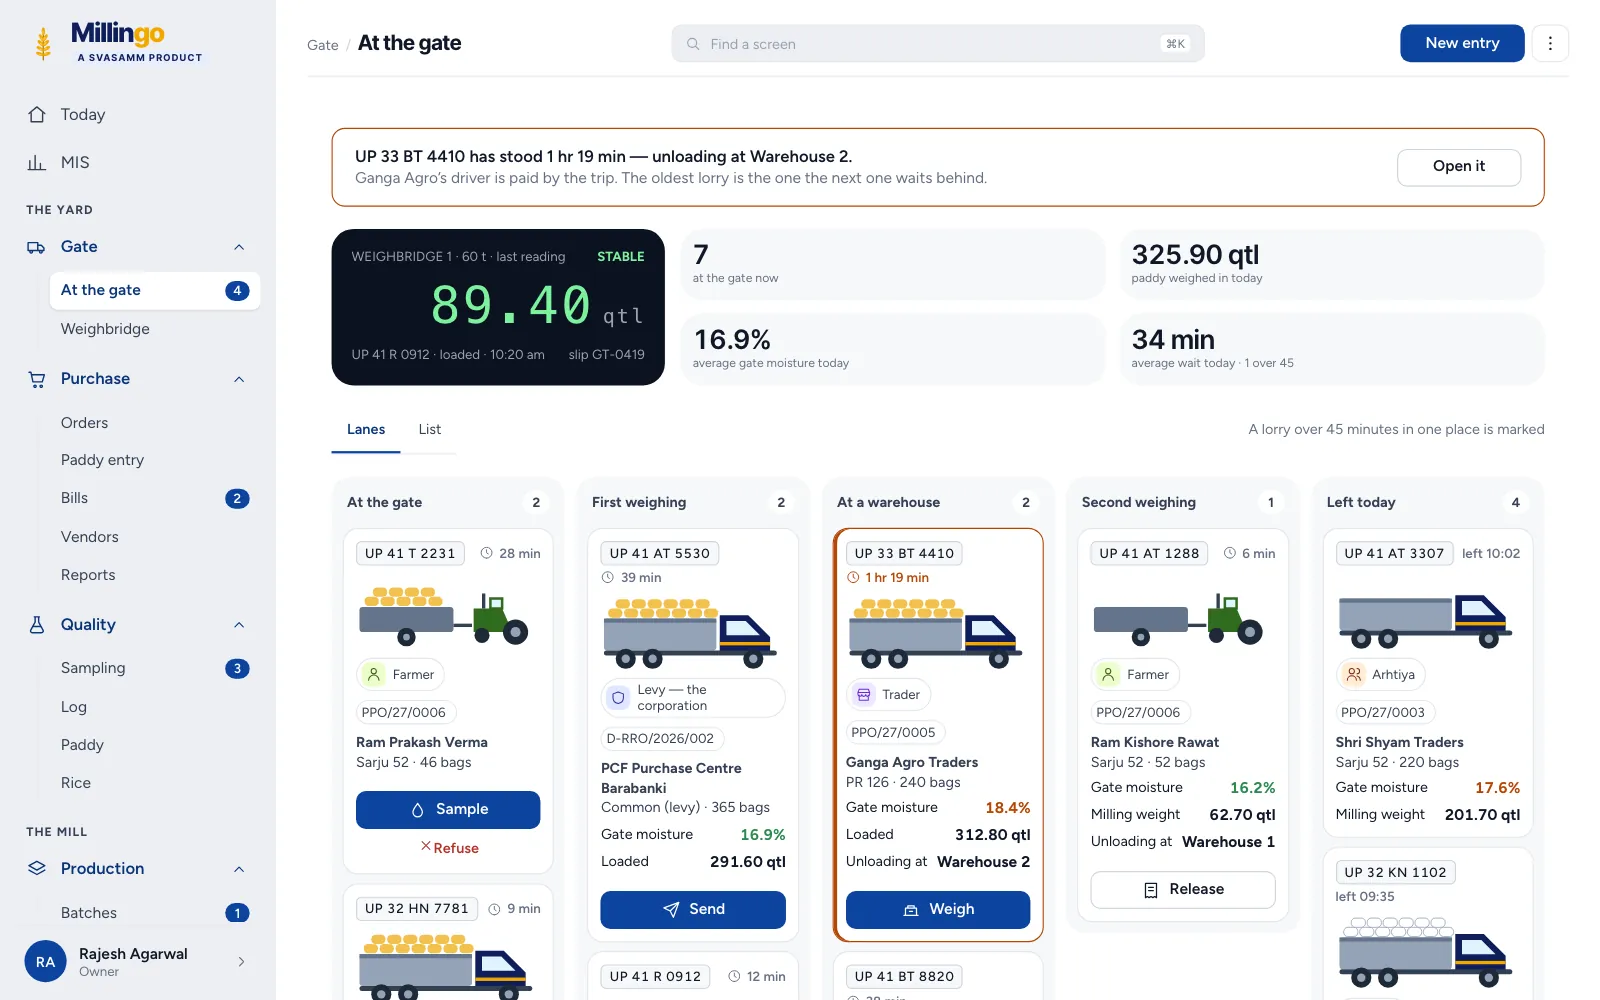 Millingo
A SVASAMM PRODUCT
Today
MIS
THE YARD
Gate
At the gate 4
Weighbridge
Purchase
Orders
Paddy entry
Bills 2
Vendors
Reports
Quality
Sampling 3
Log
Paddy
Rice
THE MILL
Production
Batches 1
RA Rajesh Agarwal
Owner
Gate / At the gate
Find a screen ⌘K
New entry
UP 33 BT 4410 has stood 1 hr 19 min — unloading at Warehouse 2.
Ganga Agro’s driver is paid by the trip. The oldest lorry is the one the next one waits behind.
Open it
WEIGHBRIDGE 1 · 60 t · last reading STABLE
89.40 qtl
UP 41 R 0912 · loaded · 10:20 am slip GT-0419
7
at the gate now
325.90 qtl
paddy weighed in today
16.9%
average gate moisture today
34 min
average wait today · 1 over 45
Lanes List
A lorry over 45 minutes in one place is marked
At the gate 2
UP 41 T 2231 28 min
Farmer
PPO/27/0006
Ram Prakash Verma
Sarju 52 · 46 bags
Sample
Refuse
UP 32 HN 7781 9 min
First weighing 2
UP 41 AT 5530
39 min
Levy — the
corporation
D-RRO/2026/002
PCF Purchase Centre
Barabanki
Common (levy) · 365 bags
Gate moisture 16.9%
Loaded 291.60 qtl
Send
UP 41 R 0912 12 min
At a warehouse 2
UP 33 BT 4410
1 hr 19 min
Trader
PPO/27/0005
Ganga Agro Traders
PR 126 · 240 bags
Gate moisture 18.4%
Loaded 312.80 qtl
Unloading at Warehouse 2
Weigh
UP 41 BT 8820
Second weighing 1
UP 41 AT 1288 6 min
Farmer
PPO/27/0006
Ram Kishore Rawat
Sarju 52 · 52 bags
Gate moisture 16.2%
Milling weight 62.70 qtl
Unloading at Warehouse 1
Release
Left today 4
UP 41 AT 3307 left 10:02
Arhtiya
PPO/27/0003
Shri Shyam Traders
Sarju 52 · 220 bags
Gate moisture 17.6%
Milling weight 201.70 qtl
UP 32 KN 1102
left 09:35